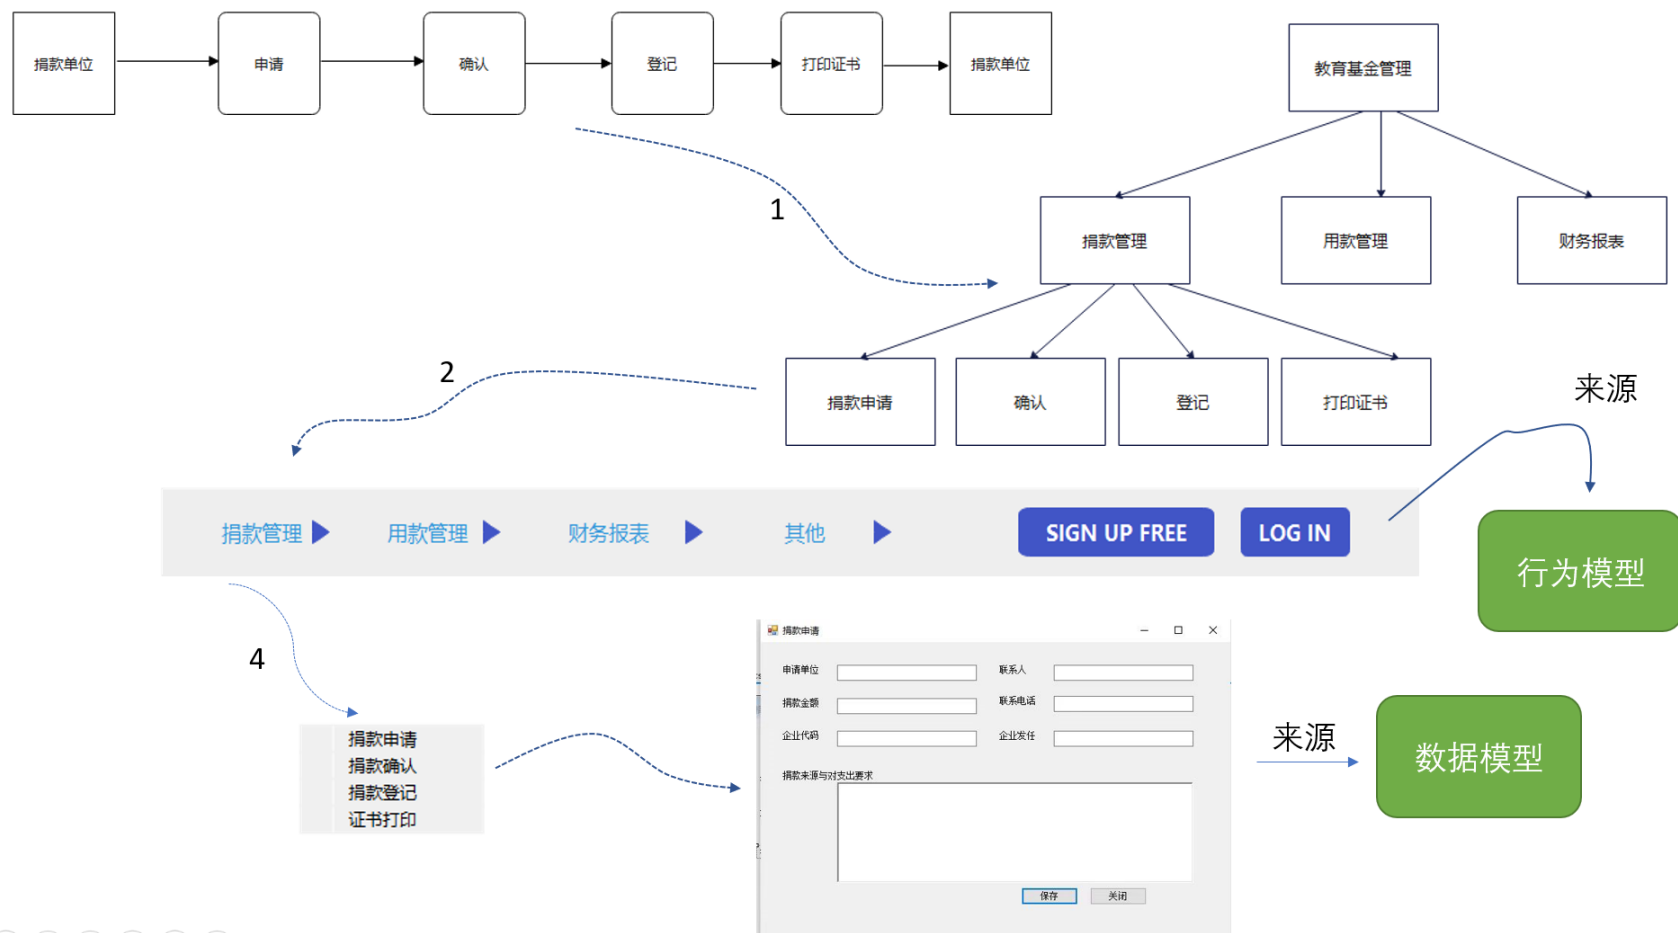 捐款单位
申请
确认
登记
打印证书
捐款单位
教育基金管理
1
捐款管理
用款管理
财务报表
2
捐款申请
确认
登记
打印证书
来源
捐款管理
用款管理
财务报表
其他
SIGN UP FREE
LOG IN
行为模型
4
捐款申请
捐款确认
捐款登记
证书打印
捐款申请
申请单位
联系人
捐款金额
联系电话
企业代码
企业发任
捐款来源与对支出要求
保存
关闭
来源
数据模型